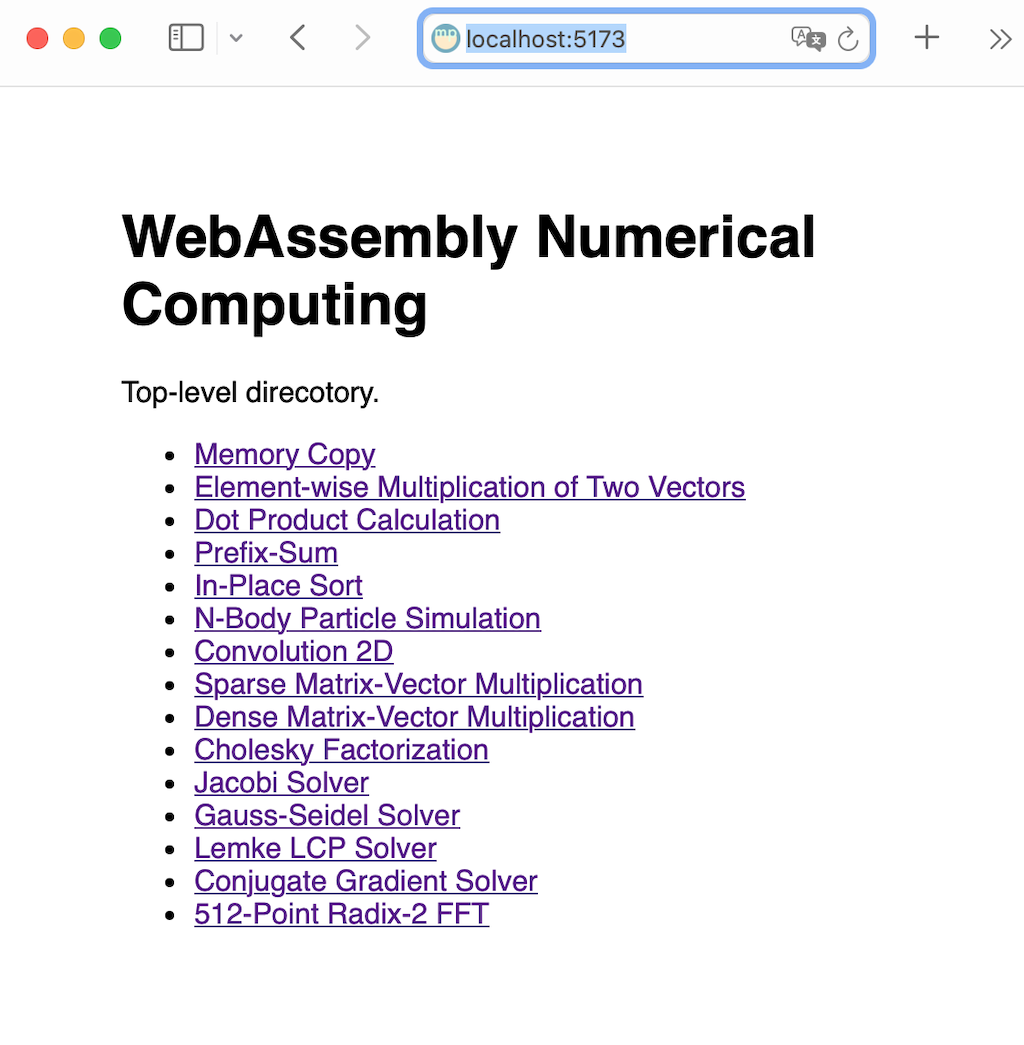 localhost:5173
WebAssembly Numerical
Computing
Top-level direcotory.
Memory Copy
Element-wise Multiplication of Two Vectors
Dot Product Calculation
Prefix-Sum
In-Place Sort
N-Body Particle Simulation
Convolution 2D
Sparse Matrix-Vector Multiplication
Dense Matrix-Vector Multiplication
Cholesky Factorization
Jacobi Solver
Gauss-Seidel Solver
Lemke LCP Solver
Conjugate Gradient Solver
512-Point Radix-2 FFT